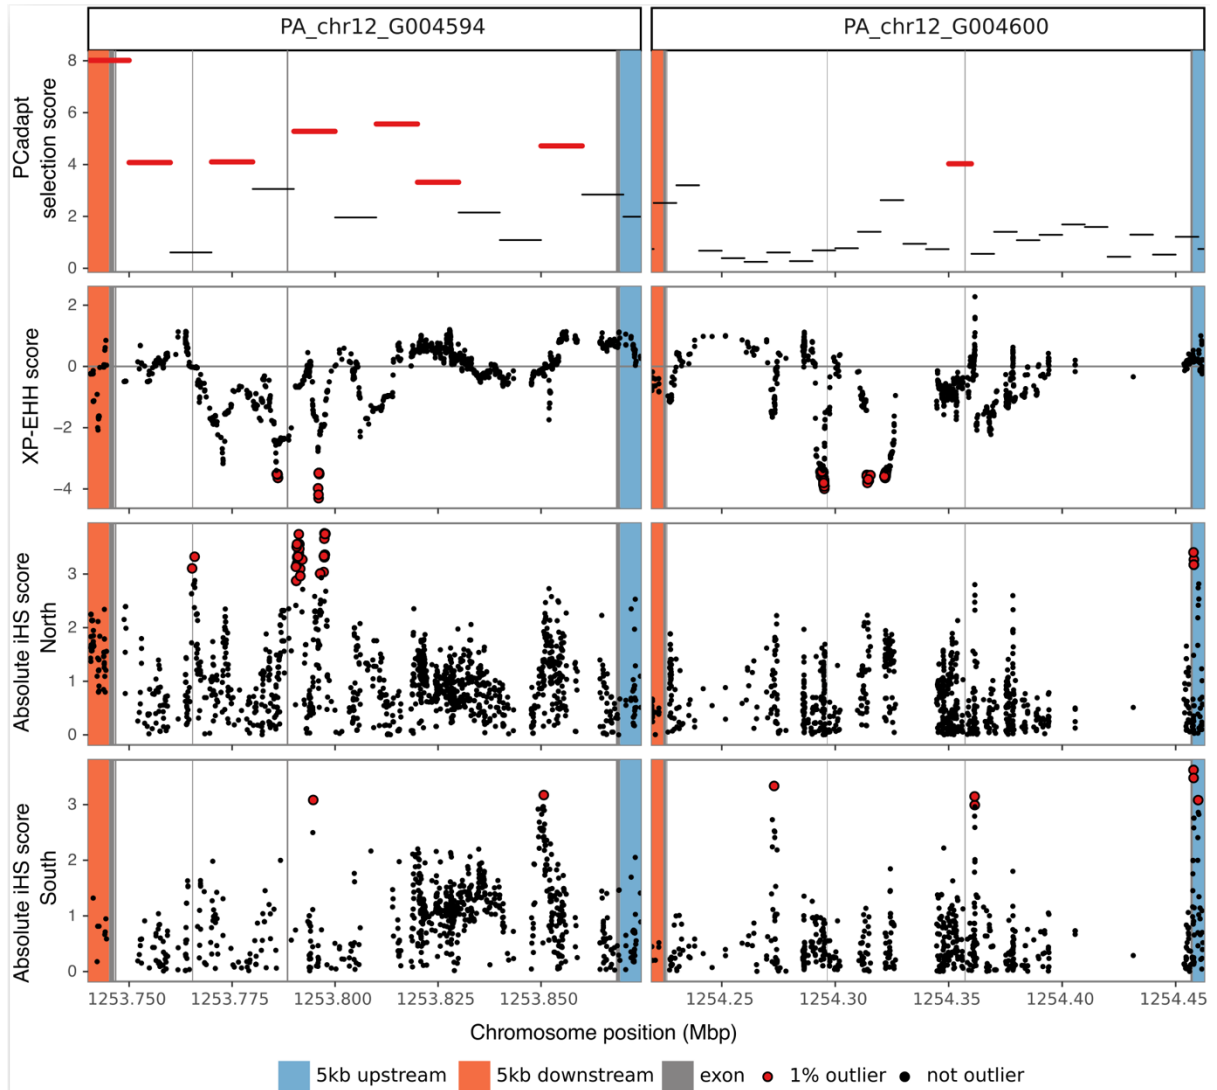 PA_chr12_G004594
PA_chr12_G004600
PCadapt
selection score
8
6
4
2
0
XP-EHH score
2
0
−2
−4
Absolute iHS score
North
3
2
1
0
Absolute iHS score
South
3
2
1
0
1253.750
1253.775
1253.800
1253.825
1253.850
1254.25
1254.30
1254.35
1254.40
1254.45
Chromosome position (Mbp)
5kb upstream
5kb downstream
exon
1% outlier
not outlier